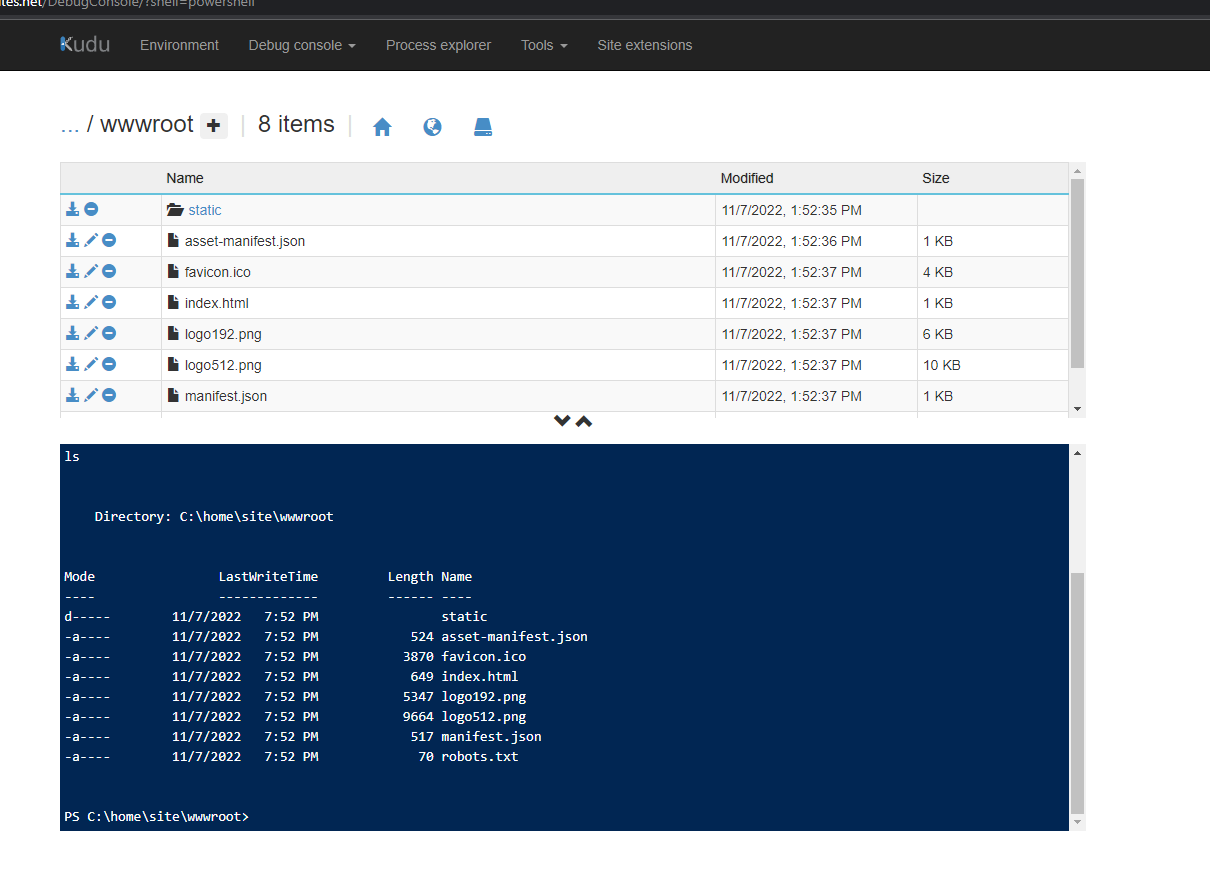 ites.net/DebugConsole/?shell=powershell
Kudu Environment Debug console Process explorer Tools Site extensions
... / wwwroot + | 8 items |
Name Modified Size
static 11/7/2022, 1:52:35 PM
asset-manifest.json 11/7/2022, 1:52:36 PM 1 KB
favicon.ico 11/7/2022, 1:52:37 PM 4 KB
index.html 11/7/2022, 1:52:37 PM 1 KB
logo192.png 11/7/2022, 1:52:37 PM 6 KB
logo512.png 11/7/2022, 1:52:37 PM 10 KB
manifest.json 11/7/2022, 1:52:37 PM 1 KB
ls
Directory: C:\home\site\wwwroot
Mode LastWriteTime Length Name
---- ------------- ------ ----
d----- 11/7/2022 7:52 PM static
-a---- 11/7/2022 7:52 PM 524 asset-manifest.json
-a---- 11/7/2022 7:52 PM 3870 favicon.ico
-a---- 11/7/2022 7:52 PM 649 index.html
-a---- 11/7/2022 7:52 PM 5347 logo192.png
-a---- 11/7/2022 7:52 PM 9664 logo512.png
-a---- 11/7/2022 7:52 PM 517 manifest.json
-a---- 11/7/2022 7:52 PM 70 robots.txt
PS C:\home\site\wwwroot>